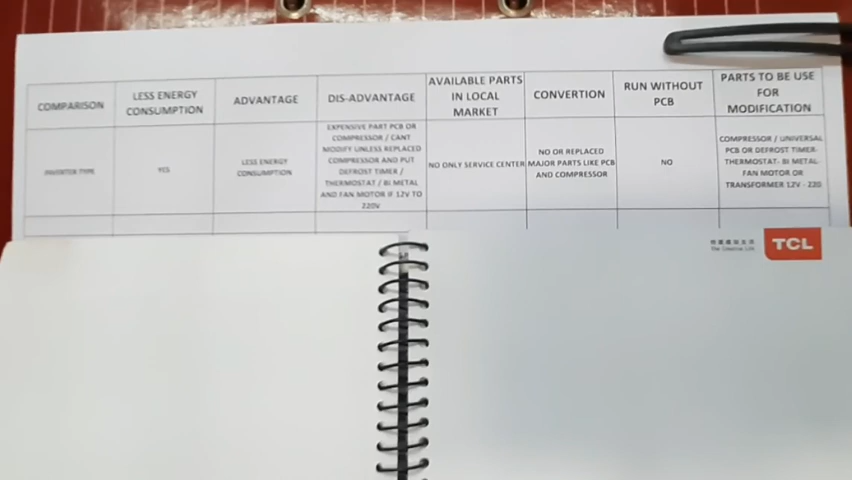 COMPARISON
LESS ENERGY
CONSUMPTION
ADVANTAGE
DIS-ADVANTAGE
AVAILABLE PARTS
IN LOCAL
MARKET
CONVERTION
RUN WITHOUT
PCB
PARTS TO BE USE
FOR
MODIFICATION
INVERTER TYPE
YES
LESS ENERGY
CONSUMPTION
EXPENSIVE PART PCB OR
COMPRESSOR / CANT
MODIFY UNLESS REPLACED
COMPRESSOR AND PUT
DEFROST TIMER /
THERMOSTAT / BI METAL
AND FAN MOTOR IF 12V TO
220V
NO ONLY SERVICE CENTER
NO OR REPLACED
MAJOR PARTS LIKE PCB
AND COMPRESSOR
NO
COMPRESSOR / UNIVERSAL
PCB OR DEFROST TIMER-
THERMOSTAT- BI METAL-
FAN MOTOR OR
TRANSFORMER 12V - 220
The Creative Life
TCL